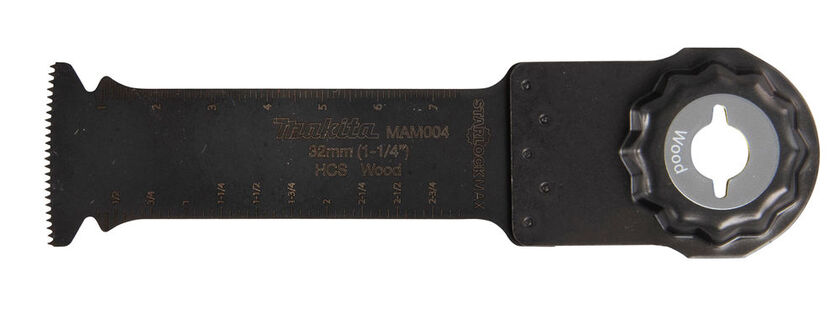 1 2 3 4 5 6 7
Makita MAM004
32mm (1-1/4")
HCS Wood
1/2 3/4 1 1-1/4 1-1/2 1-3/4 2 2-1/4 2-1/2 2-3/4
STARLOCKMAX
Wood